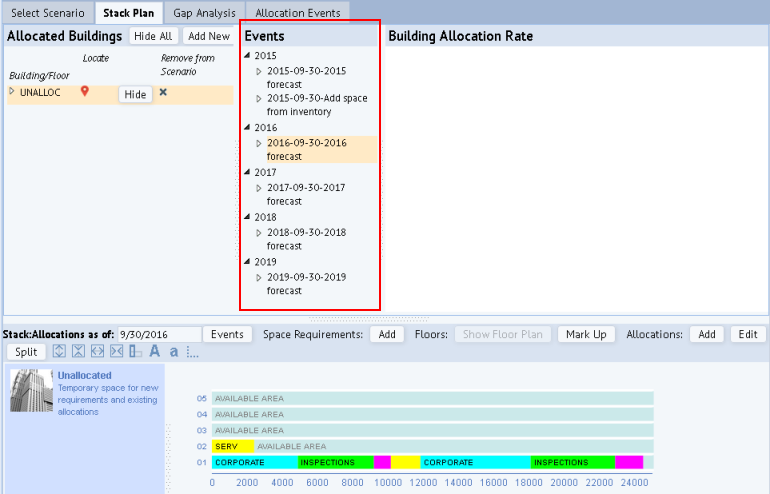 Select Scenario Stack Plan Gap Analysis Allocation Events
Allocated Buildings Hide All Add New
Locate Remove from
Scenario
Building/Floor
UNALLOC Hide
Events
2015
2015-09-30-2015
forecast
2015-09-30-Add space
from inventory
2016
2016-09-30-2016
forecast
2017
2017-09-30-2017
forecast
2018
2018-09-30-2018
forecast
2019
2019-09-30-2019
forecast
Building Allocation Rate
Stack:Allocations as of: 9/30/2016 Events Space Requirements: Add Floors: Show Floor Plan Mark Up Allocations: Add Edit
Split A a
Unallocated
Temporary space for new
requirements and existing
allocations
05 AVAILABLE AREA
04 AVAILABLE AREA
03 AVAILABLE AREA
02 SERV AVAILABLE AREA
01 CORPORATE INSPECTIONS CORPORATE INSPECTIONS
0 2000 4000 6000 8000 10000 12000 14000 16000 18000 20000 22000 24000